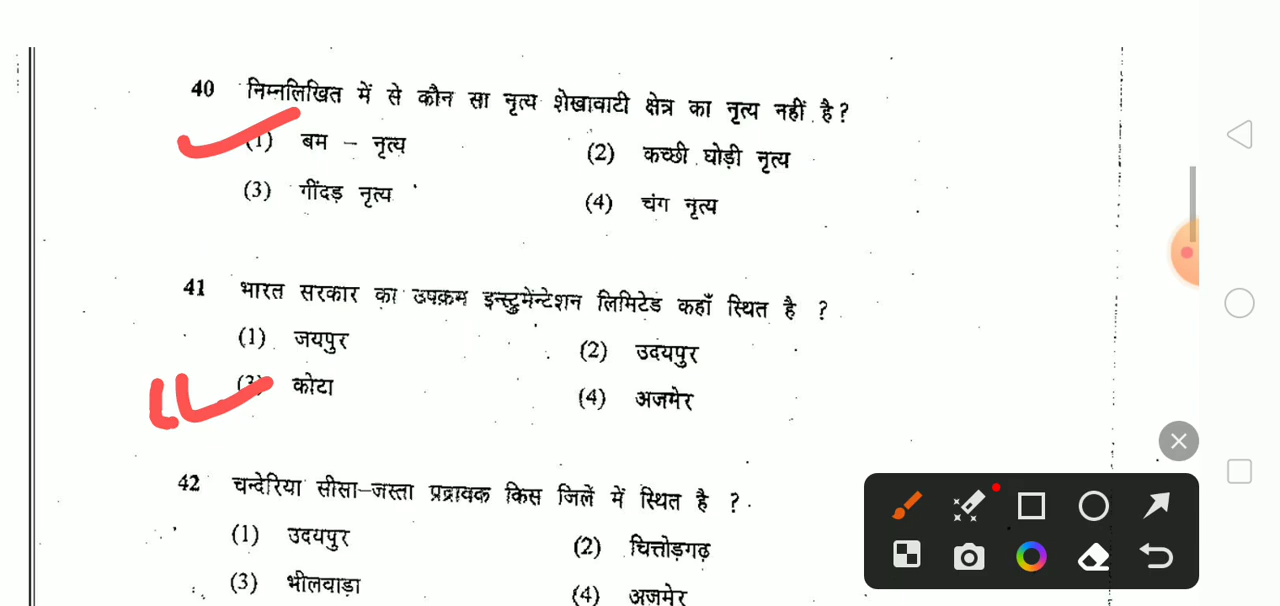 40 निम्नलिखित में से कौन सा नृत्य शेखावाटी क्षेत्र का नृत्य नहीं है ?
(1) बम – नृत्य (2) कच्छी घोड़ी नृत्य
(3) गींदड़ नृत्य (4) चंग नृत्य
41 भारत सरकार का उपक्रम इन्स्ट्रुमेंन्टेशन लिमिटेड कहाँ स्थित है ?
(1) जयपुर (2) उदयपुर
(3) कोटा (4) अजमेर
42 चन्देरिया सीसा–जस्ता प्रद्रावक किस जिलें में स्थित है ?
(1) उदयपुर (2) चित्तोड़गढ़
(3) भीलवाड़ा (4) अजमेर